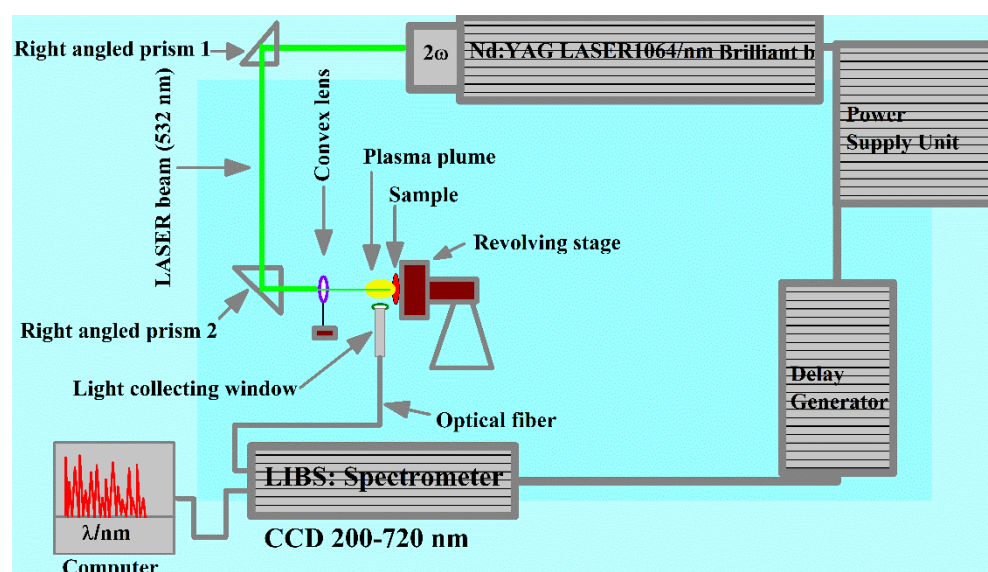 Right angled prism 1
2ω
Nd:YAG LASER1064/nm Brilliant b
Power
Supply Unit
LASER beam (532 nm)
Convex lens
Plasma plume
Sample
Revolving stage
Right angled prism 2
Light collecting window
Optical fiber
Delay
Generator
LIBS: Spectrometer
CCD 200-720 nm
λ/nm
Computer